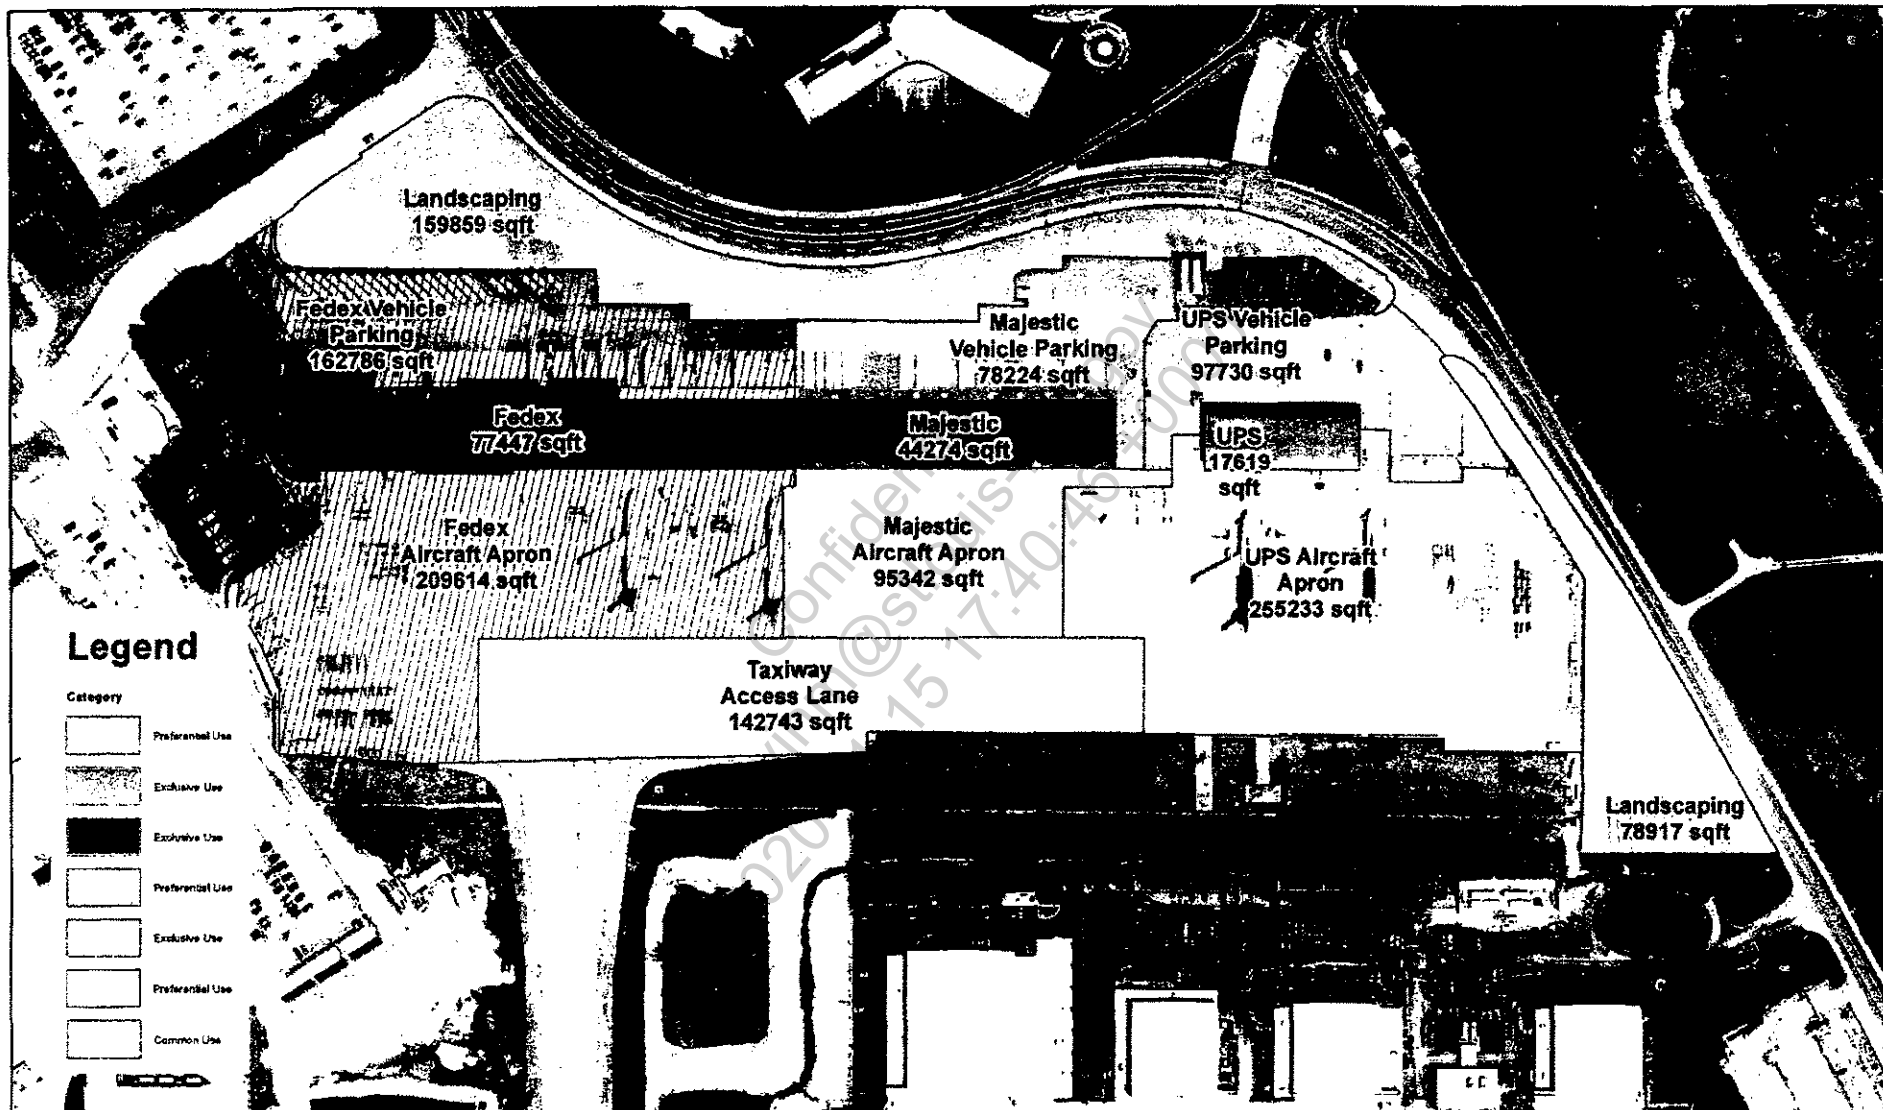 Landscaping
159859 sqft
Fedex Vehicle
Parking
162786 sqft
Majestic
Vehicle Parking
78224 sqft
UPS Vehicle
Parking
97730 sqft
Fedex
77447 sqft
Majestic
44274 sqft
UPS
17619
sqft
Fedex
Aircraft Apron
209614 sqft
Majestic
Aircraft Apron
95342 sqft
UPS Aircraft
Apron
255233 sqft
Taxiway
Access Lane
142743 sqft
Landscaping
78917 sqft
Legend
Category
Preferential Use
Exclusive Use
Exclusive Use
Preferential Use
Exclusive Use
Preferential Use
Common Use